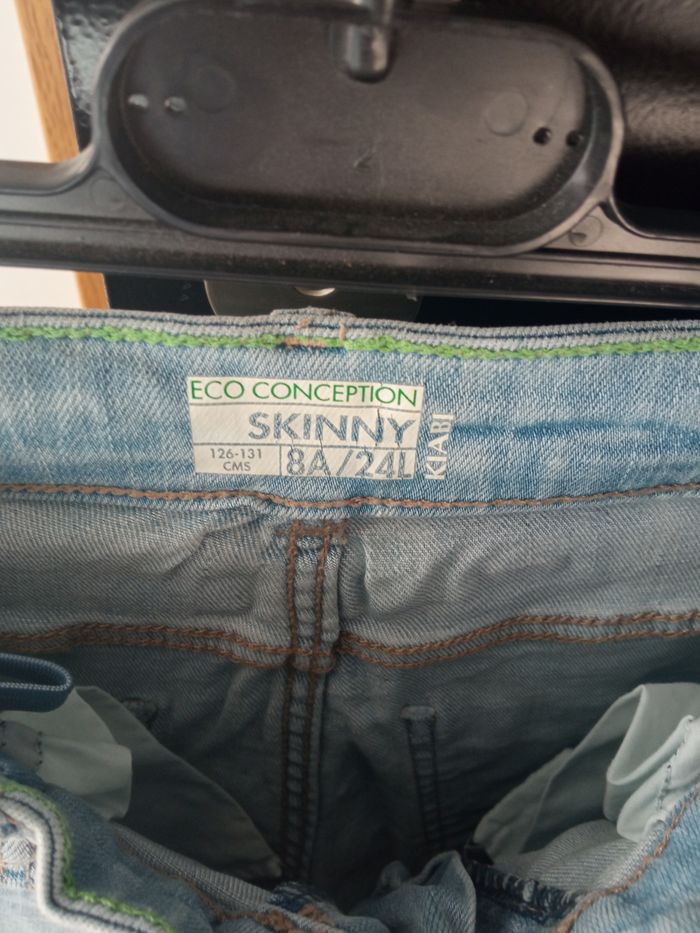 ECO CONCEPTION
SKINNY
126-131
CMS
8A/24L
KIABI